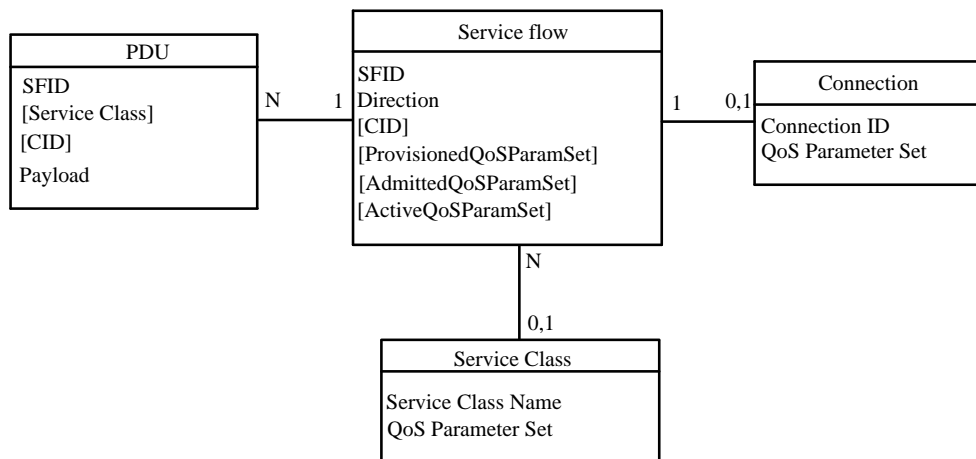 PDU
SFID
[Service Class]
[CID]
Payload
N
1
Service flow
SFID
Direction
[CID]
[ProvisionedQoSParamSet]
[AdmittedQoSParamSet]
[ActiveQoSParamSet]
1
0,1
Connection
Connection ID
QoS Parameter Set
N
0,1
Service Class
Service Class Name
QoS Parameter Set